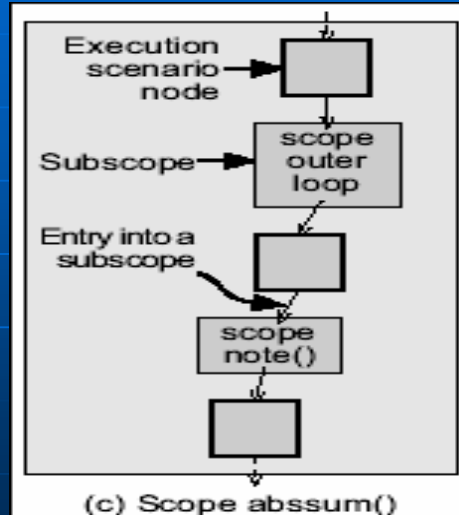 Execution
scenario
node
scope
outer
loop
Subscope
Entry into a
subscope
scope
note()
(c) Scope abssum()